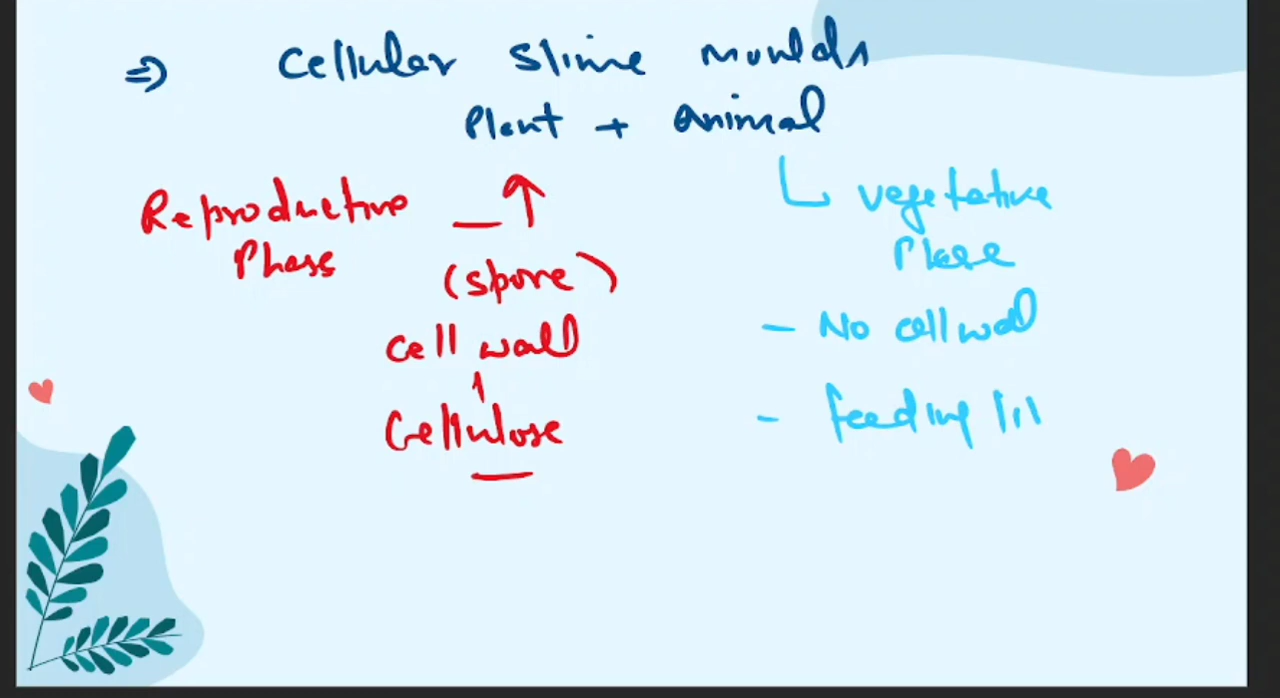 => Cellular Slime moulds
Plant + animal
Reproductive
Phase
(spore)
cell wall
Cellulose
vegetative
Phase
- No cell wall
- feeding